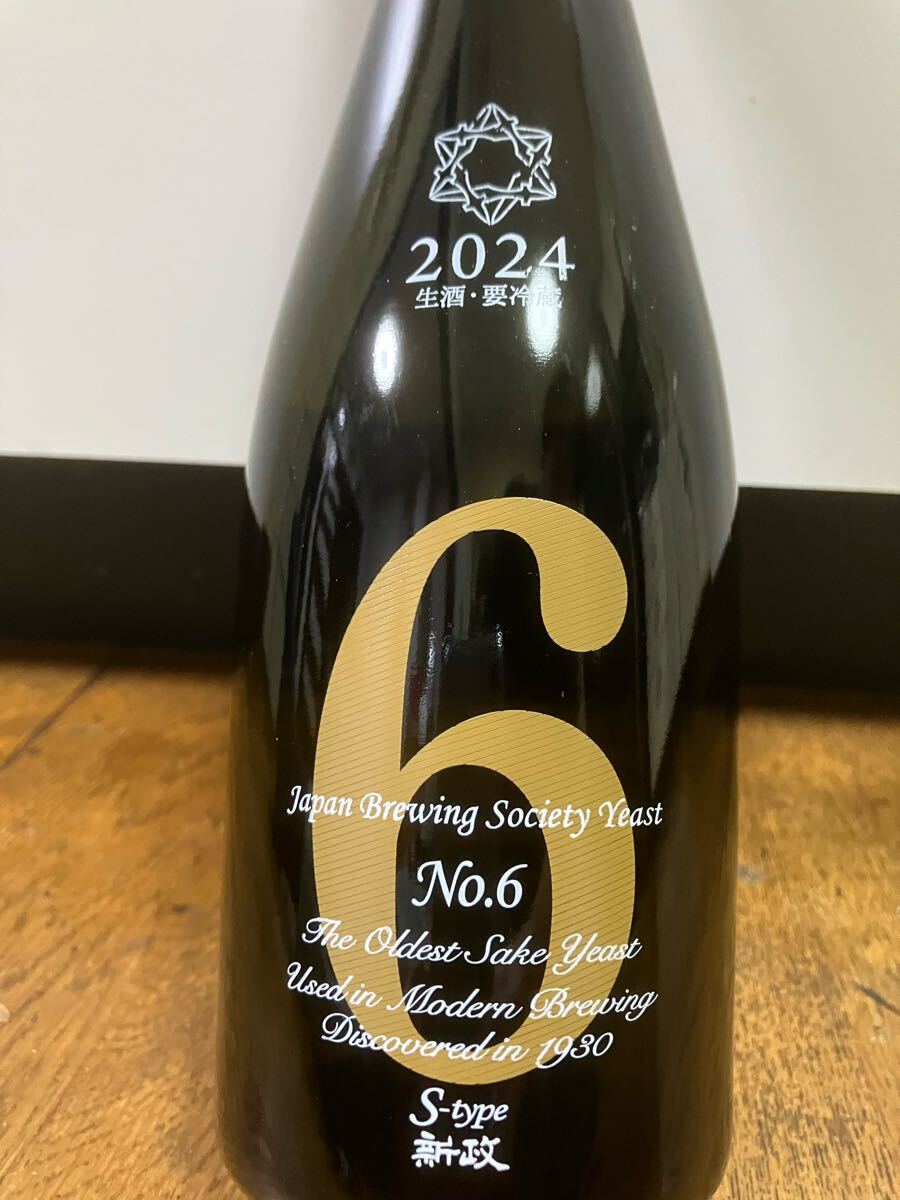 2024
生酒・要冷蔵
6
Japan Brewing Society Yeast
No.6
The Oldest Sake Yeast
Used in Modern Brewing
Discovered in 1930
S-type
新政